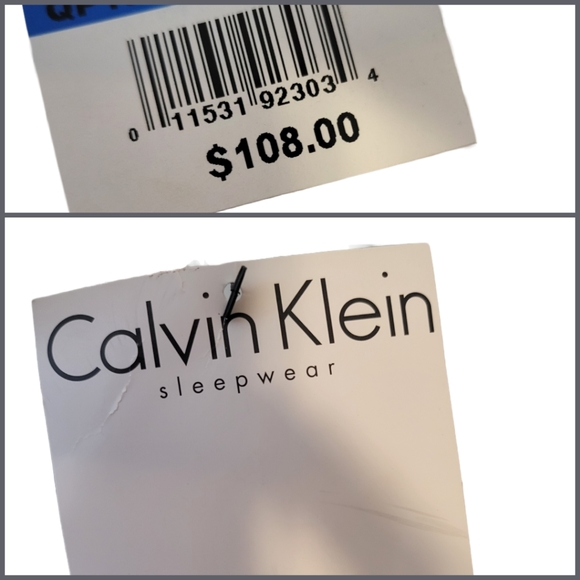 0 11531 92303 4
$108.00
Calvin Klein
sleepwear